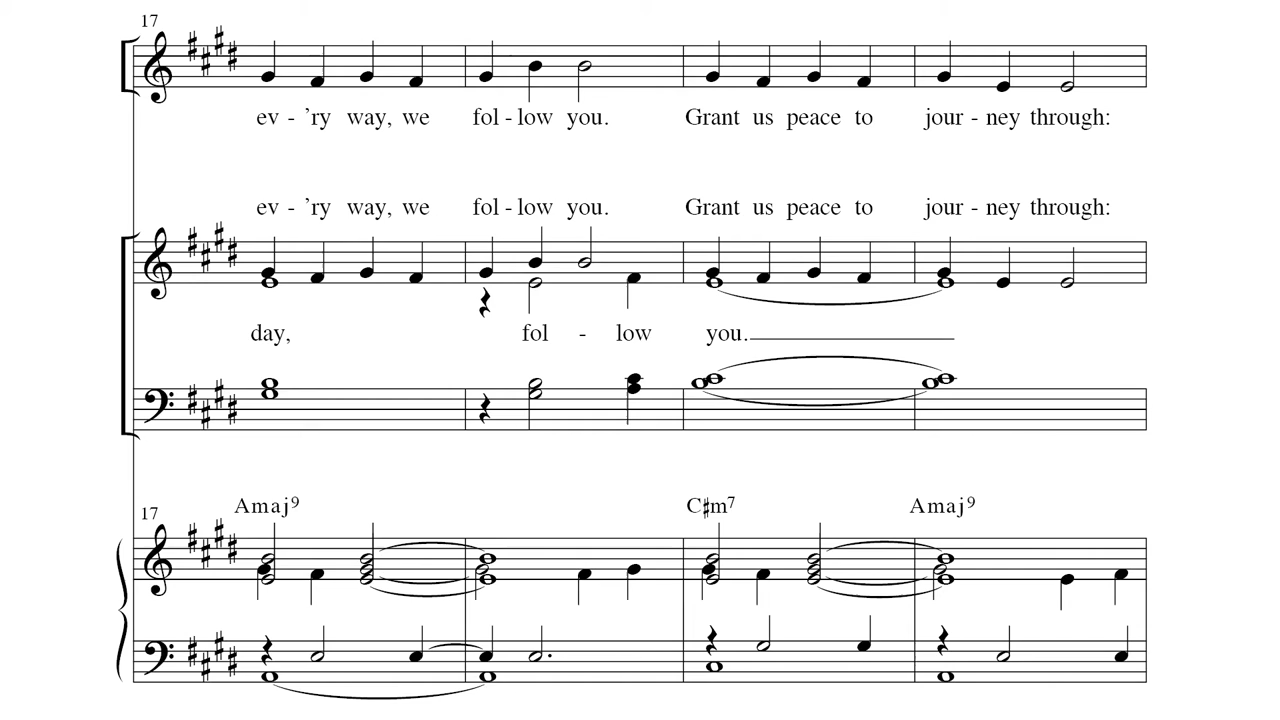 17
ev - 'ry way, we fol - low you. Grant us peace to jour - ney through:
ev - 'ry way, we fol - low you. Grant us peace to jour - ney through:
day, fol - low you.
Amaj9 C♯m7 Amaj9
17